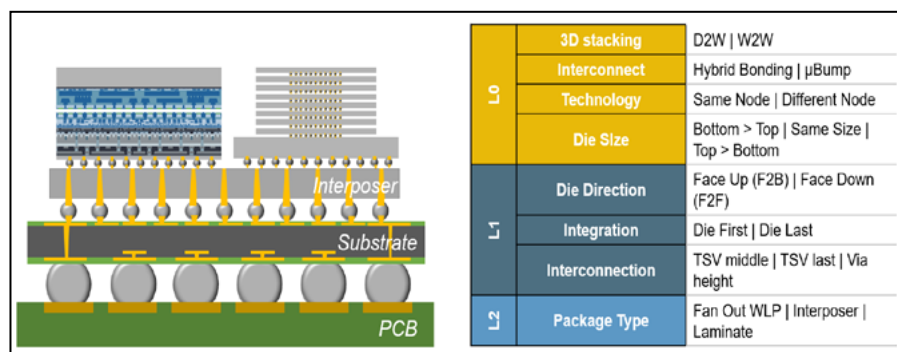 Interposer
Substrate
PCB
L0
3D stacking
D2W | W2W
Interconnect
Hybrid Bonding | µBump
Technology
Same Node | Different Node
Die Size
Bottom > Top | Same Size |
Top > Bottom
L1
Die Direction
Face Up (F2B) | Face Down
(F2F)
Integration
Die First | Die Last
Interconnection
TSV middle | TSV last | Via
height
L2
Package Type
Fan Out WLP | Interposer |
Laminate